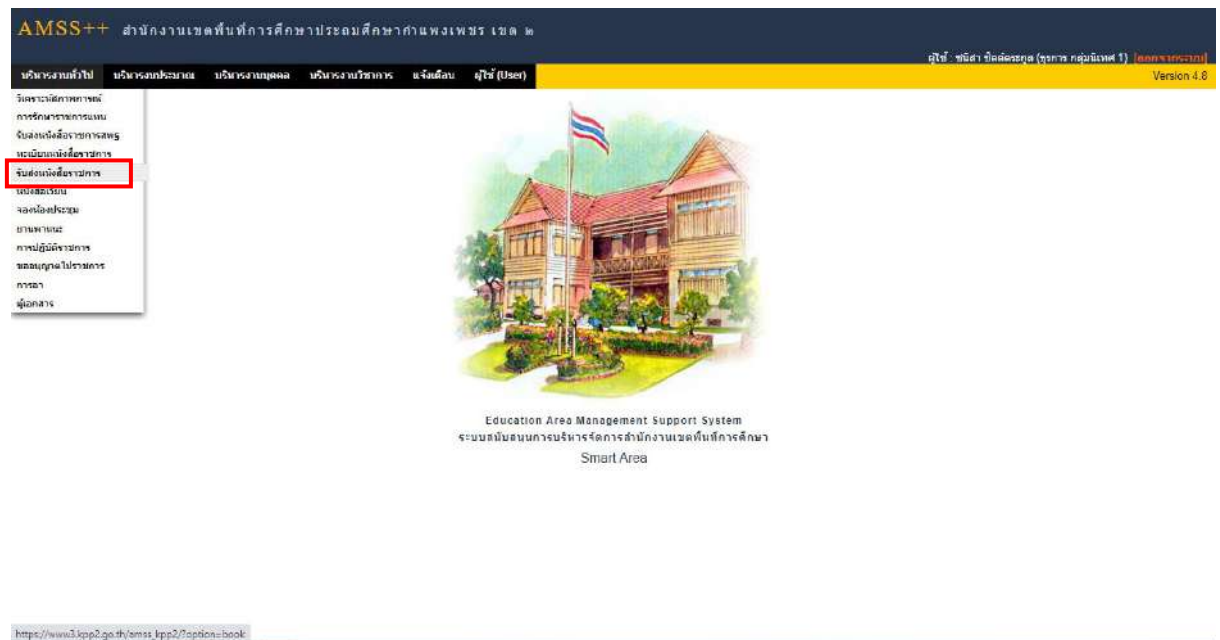 AMSS++ สำนักงานเขตพื้นที่การศึกษาประถมศึกษากำแพงเพชร เขต ๒
ผู้ใช้ : ชนิสา (ธุรการ กลุ่มนิเทศ 1) [ออกจากระบบ]
บริหารงานทั่วไป บริหารงบประมาณ บริหารงานบุคคล บริหารงานวิชาการ แจ้งเตือน ผู้ใช้ (User) Version 4.8
วิเคราะห์สภาพการณ์
การรักษาราชการแทน
รับส่งหนังสือราชการสพฐ
ทะเบียนหนังสือราชการ
รับส่งหนังสือราชการ
หนังสือเวียน
จองห้องประชุม
ยานพาหนะ
การปฏิบัติราชการ
ขออนุญาตไปราชการ
การลา
ตู้เอกสาร
Education Area Management Support System
ระบบสนับสนุนการบริหารจัดการสำนักงานเขตพื้นที่การศึกษา
Smart Area
https://www3.kpp2.go.th/amss_kpp2/?option=book